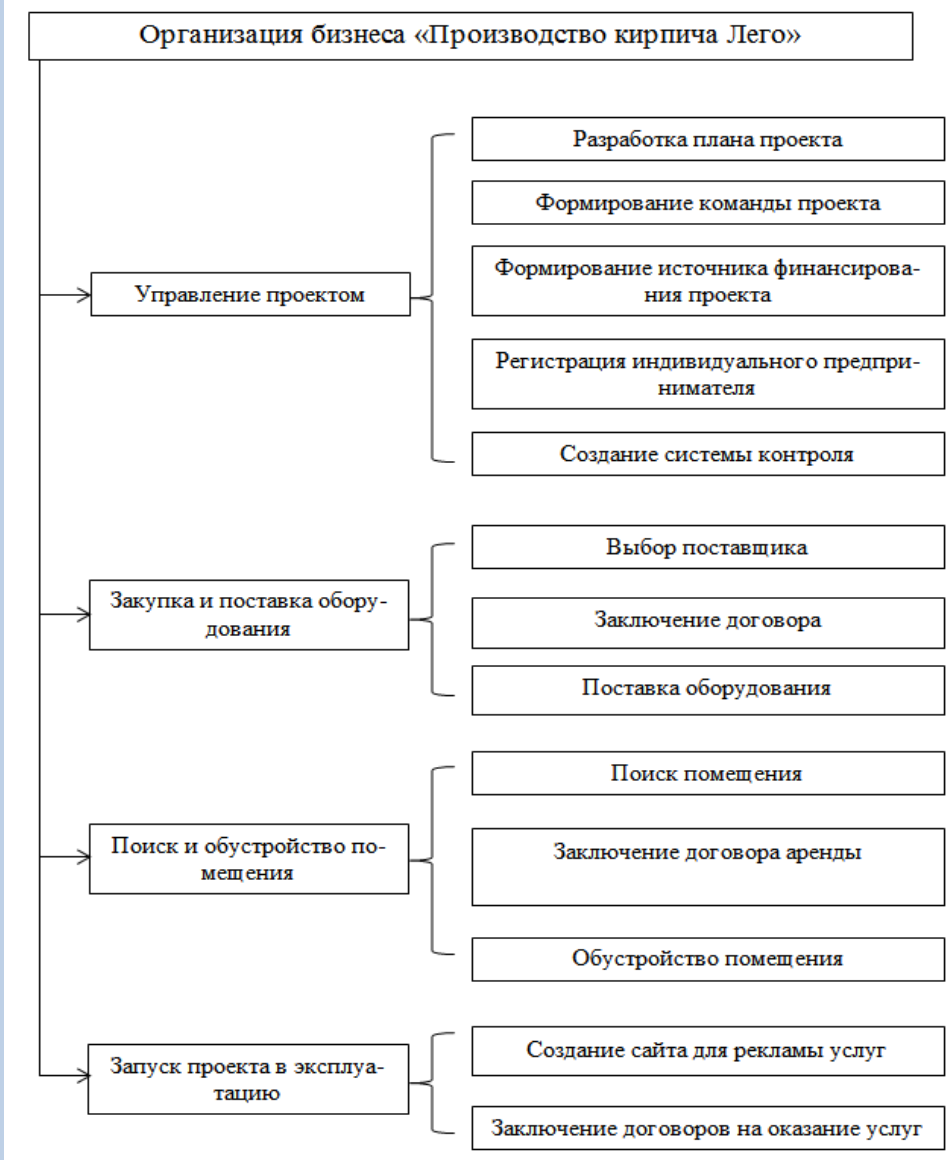 Организация бизнеса «Производство кирпича Лего»
Разработка плана проекта
Формирование команды проекта
Формирование источника финансирова-
ния проекта
Управление проектом
Регистрация индивидуального предпри-
нимателя
Создание системы контроля
Выбор поставщика
Закупка и поставка обору-
дования
Заключение договора
Поставка оборудования
Поиск помещения
Поиск и обустройство по-
мещения
Заключение договора аренды
Обустройство помещения
Создание сайта для рекламы услуг
Запуск проекта в эксплуа-
тацию
Заключение договоров на оказание услуг